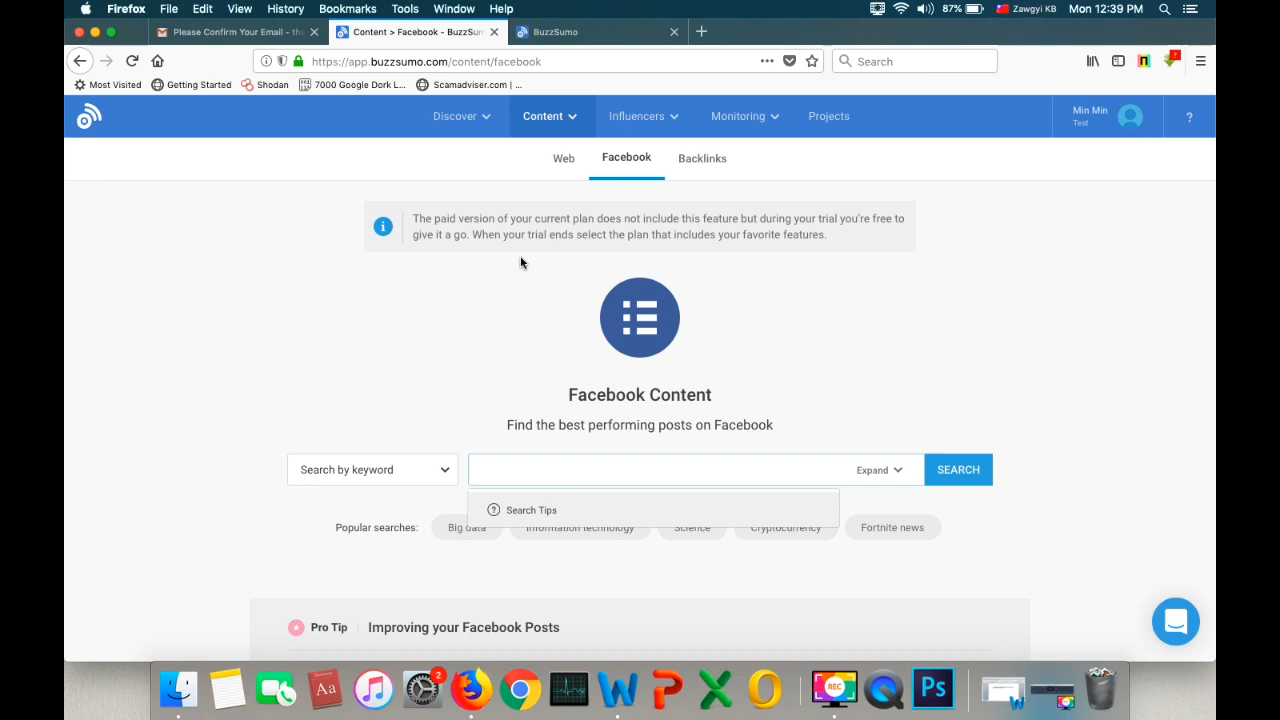 Firefox File Edit View History Bookmarks Tools Window Help 87% Zawgyi KB Mon 12:39 PM
Please Confirm Your Email - the Content > Facebook - BuzzSum BuzzSumo
https://app.buzzsumo.com/content/facebook Search
Most Visited Getting Started Shodan 7000 Google Dork L... Scamadviser.com | ...
Discover Content Influencers Monitoring Projects Min Min ?
Test
Web Facebook Backlinks
The paid version of your current plan does not include this feature but during your trial you're free to
give it a go. When your trial ends select the plan that includes your favorite features.
Facebook Content
Find the best performing posts on Facebook
Search by keyword Expand SEARCH
? Search Tips
Popular searches: Big data Information technology Science Cryptocurrency Fortnite news
Pro Tip Improving your Facebook Posts
2 REC Ps